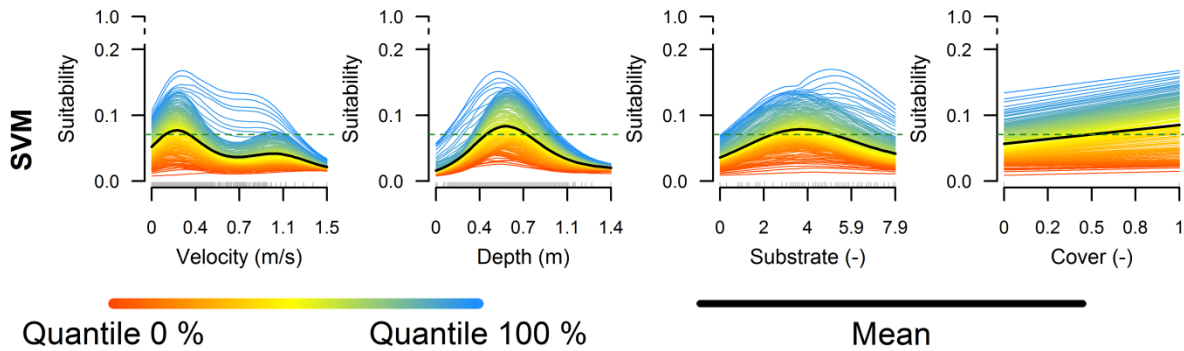 SVM
Suitability
1.0
0.2
0.1
0.0
0 0.4 0.7 1.1 1.5
Velocity (m/s)
Suitability
1.0
0.2
0.1
0.0
0 0.4 0.7 1.1 1.4
Depth (m)
Suitability
1.0
0.2
0.1
0.0
0 2 4 5.9 7.9
Substrate (-)
Suitability
1.0
0.2
0.1
0.0
0 0.2 0.5 0.8 1
Cover (-)
Quantile 0 % Quantile 100 % Mean